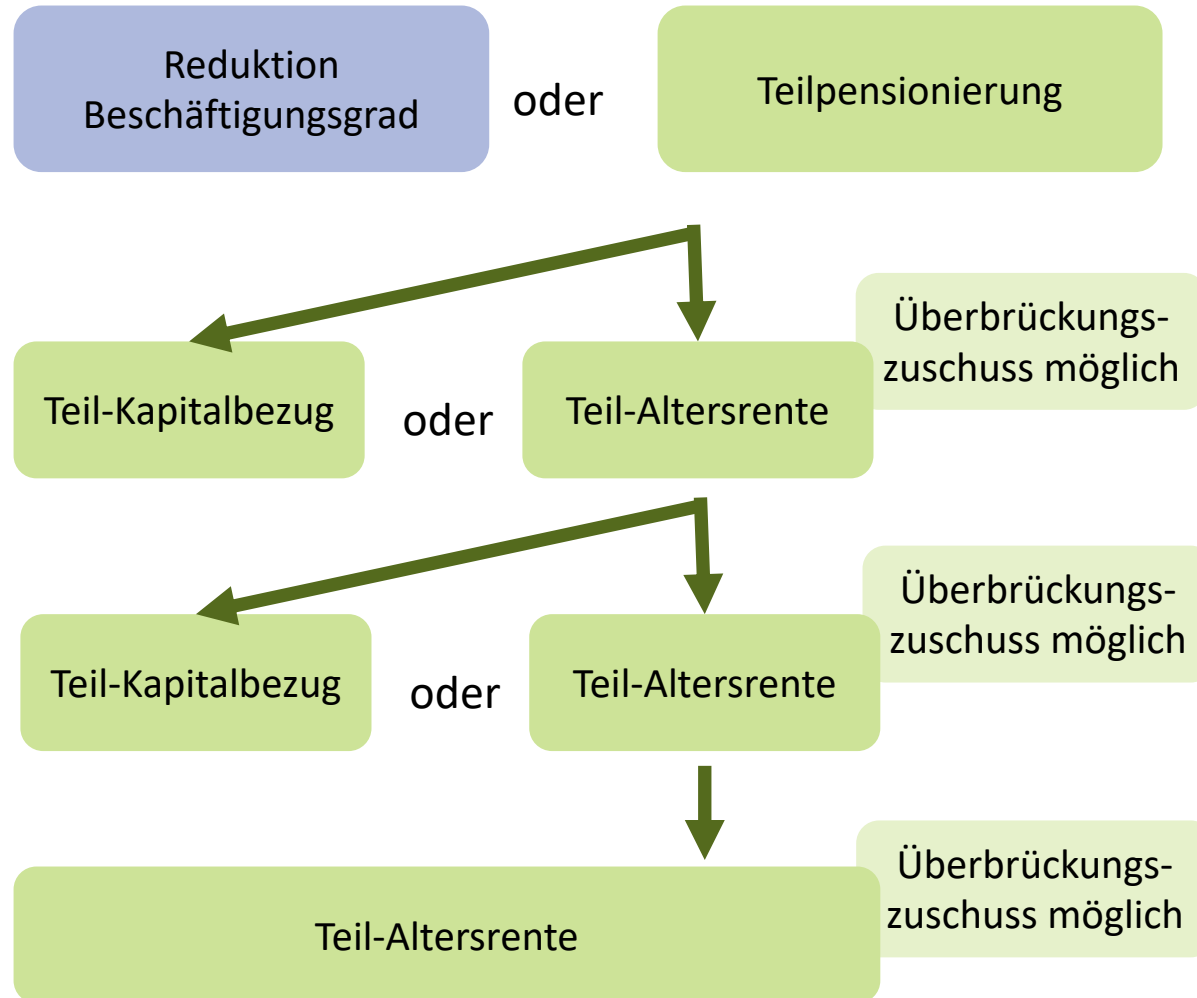 Reduktion
Beschäftigungsgrad
oder
Teilpensionierung
Überbrückungs-
zuschuss möglich
Teil-Kapitalbezug
oder
Teil-Altersrente
Überbrückungs-
zuschuss möglich
Teil-Kapitalbezug
oder
Teil-Altersrente
Überbrückungs-
zuschuss möglich
Teil-Altersrente